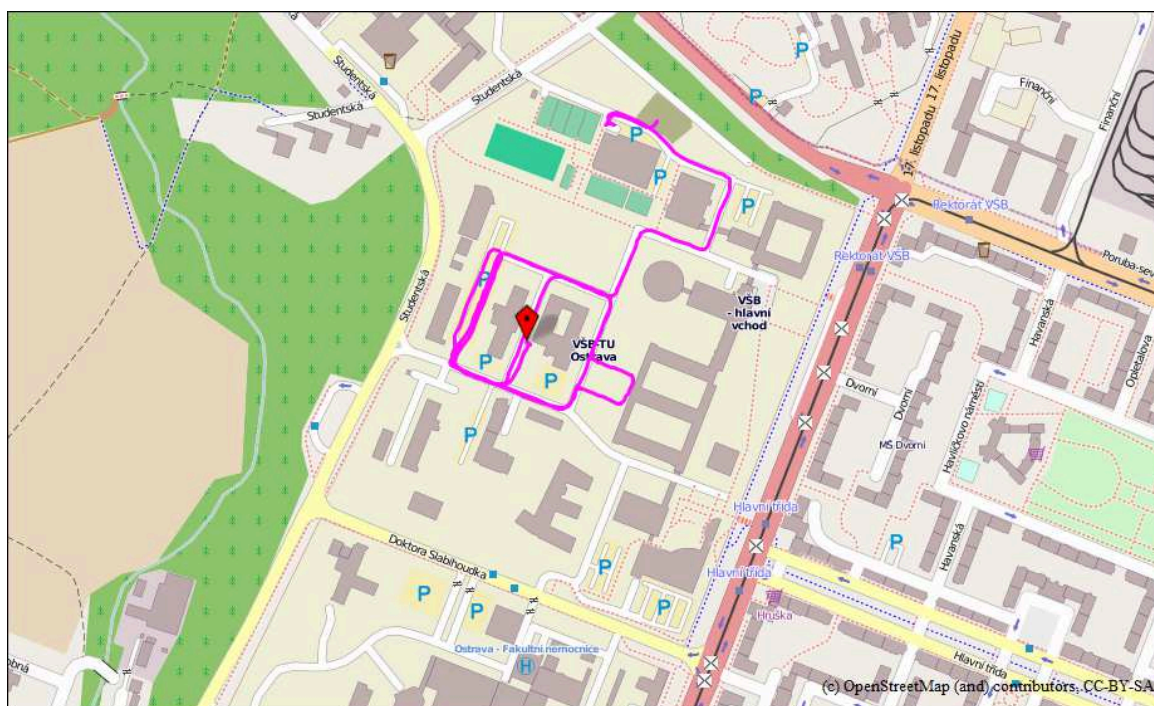 Studentská
Studentská
Studentská
Studentská
P
P
P
P
P
17. listopadu
17. listopadu
Finanční
Finanční
Rektorát VŠB
Rektorát VŠB
Poruba-sev
P
P
VŠB
- hlavní
vchod
VŠB-TU
Ostrava
P
P
P
Havanská
Opletalova
Dvorní
Dvorní
MŠ Dvorní
Havlíčkovo náměstí
Hlavní třída
Hlavní třída
Havanská
P
Doktora Slabihoudka
P
P
P
P
Hruška
Ostrava - Fakultní nemocnice
H
Hlavní třída
obná
(c) OpenStreetMap (and) contributors, CC-BY-SA